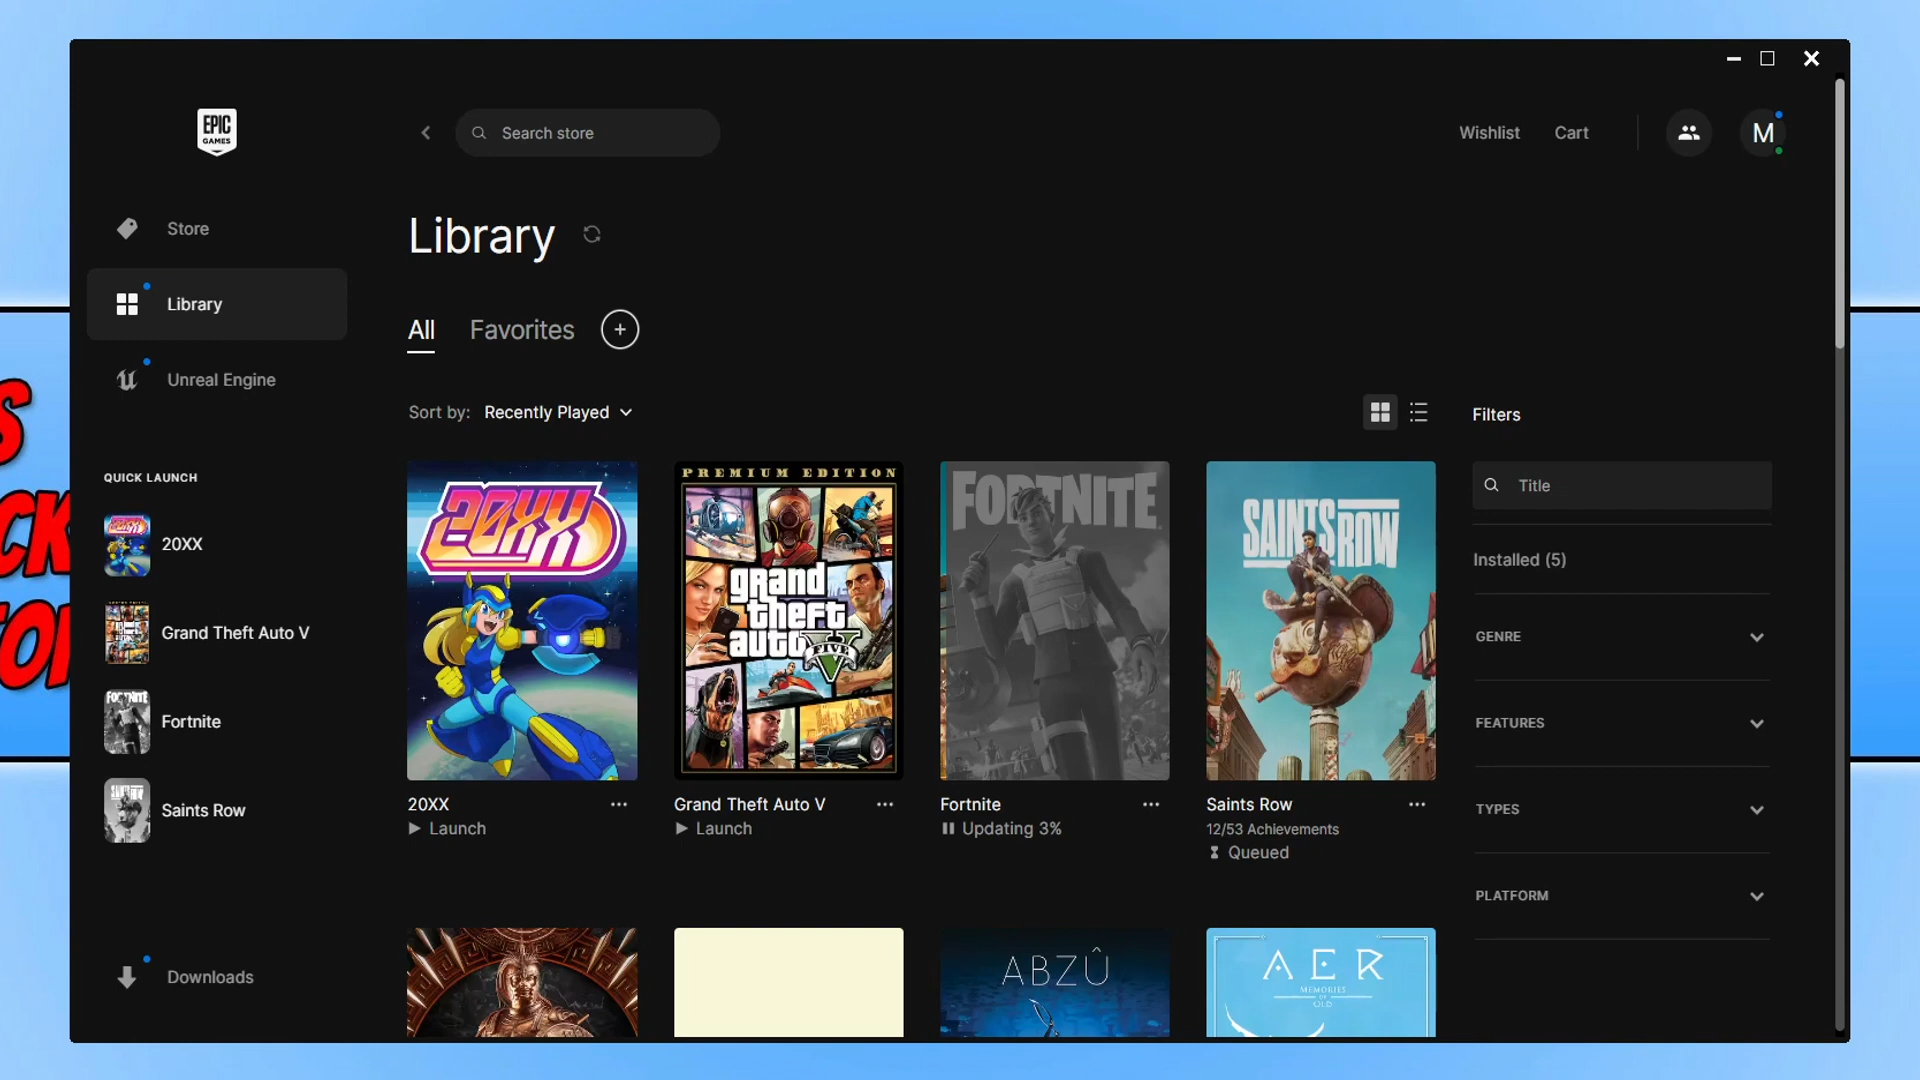 EPIC
GAMES
Search store
Wishlist
Cart
M
Store
Library
Unreal Engine
Library
All
Favorites
Sort by: Recently Played
Filters
QUICK LAUNCH
20XX
Grand Theft Auto V
Fortnite
Saints Row
20XX
PREMIUM EDITION
grand
theft
auto
FIVE
FORTNITE
SAINTS ROW
Title
Installed (5)
GENRE
FEATURES
TYPES
PLATFORM
20XX
Launch
Grand Theft Auto V
Launch
Fortnite
Updating 3%
Saints Row
12/53 Achievements
Queued
ABZÛ
AER
MEMORIES
OF
OLD
Downloads